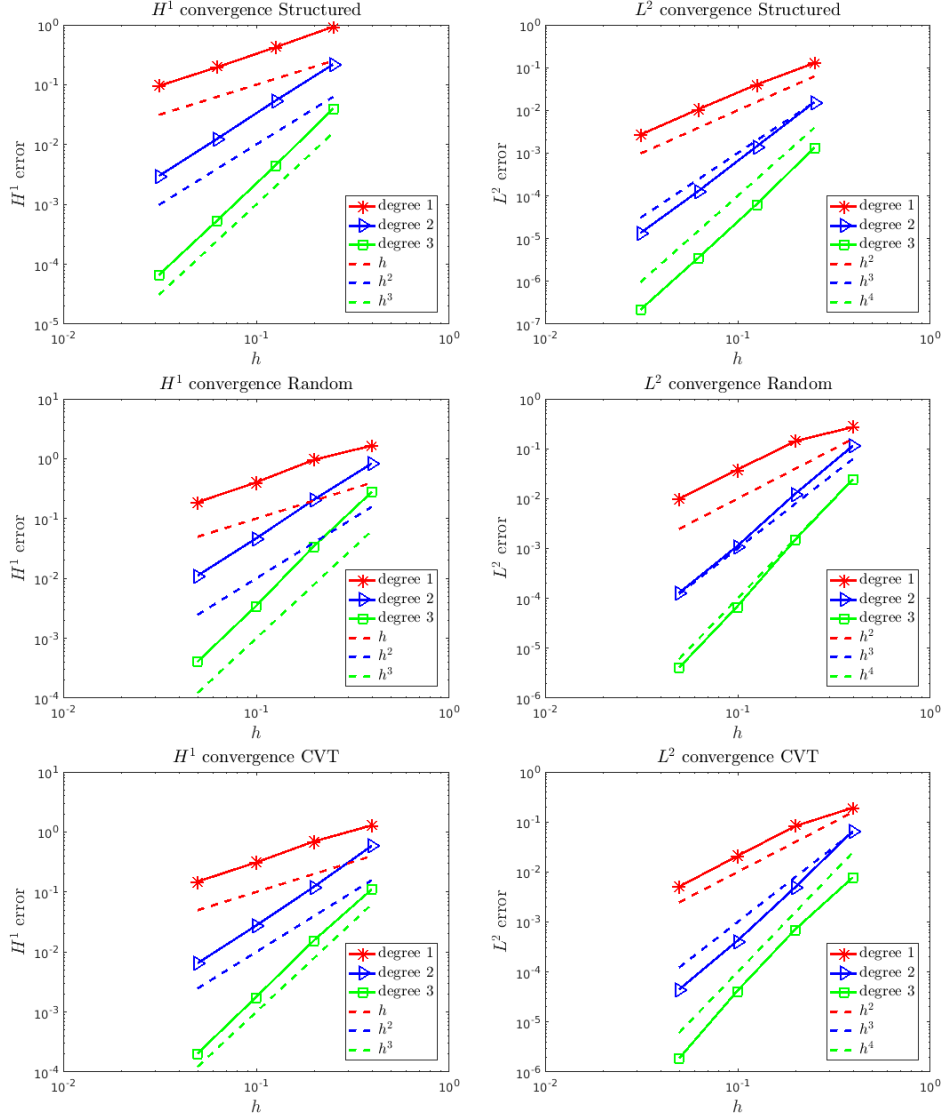 H^1 convergence Structured
10^0
10^-1
10^-2
10^-3
10^-4
10^-5
H^1 error
degree 1
degree 2
degree 3
h
h^2
h^3
10^-2
10^-1
10^0
h
L^2 convergence Structured
10^0
10^-1
10^-2
10^-3
10^-4
10^-5
10^-6
10^-7
L^2 error
degree 1
degree 2
degree 3
h^2
h^3
h^4
10^-2
10^-1
10^0
h
H^1 convergence Random
10^1
10^0
10^-1
10^-2
10^-3
10^-4
H^1 error
degree 1
degree 2
degree 3
h
h^2
h^3
10^-2
10^-1
10^0
h
L^2 convergence Random
10^0
10^-1
10^-2
10^-3
10^-4
10^-5
10^-6
L^2 error
degree 1
degree 2
degree 3
h^2
h^3
h^4
10^-2
10^-1
10^0
h
H^1 convergence CVT
10^1
10^0
10^-1
10^-2
10^-3
10^-4
H^1 error
degree 1
degree 2
degree 3
h
h^2
h^3
10^-2
10^-1
10^0
h
L^2 convergence CVT
10^0
10^-1
10^-2
10^-3
10^-4
10^-5
10^-6
L^2 error
degree 1
degree 2
degree 3
h^2
h^3
h^4
10^-2
10^-1
10^0
h